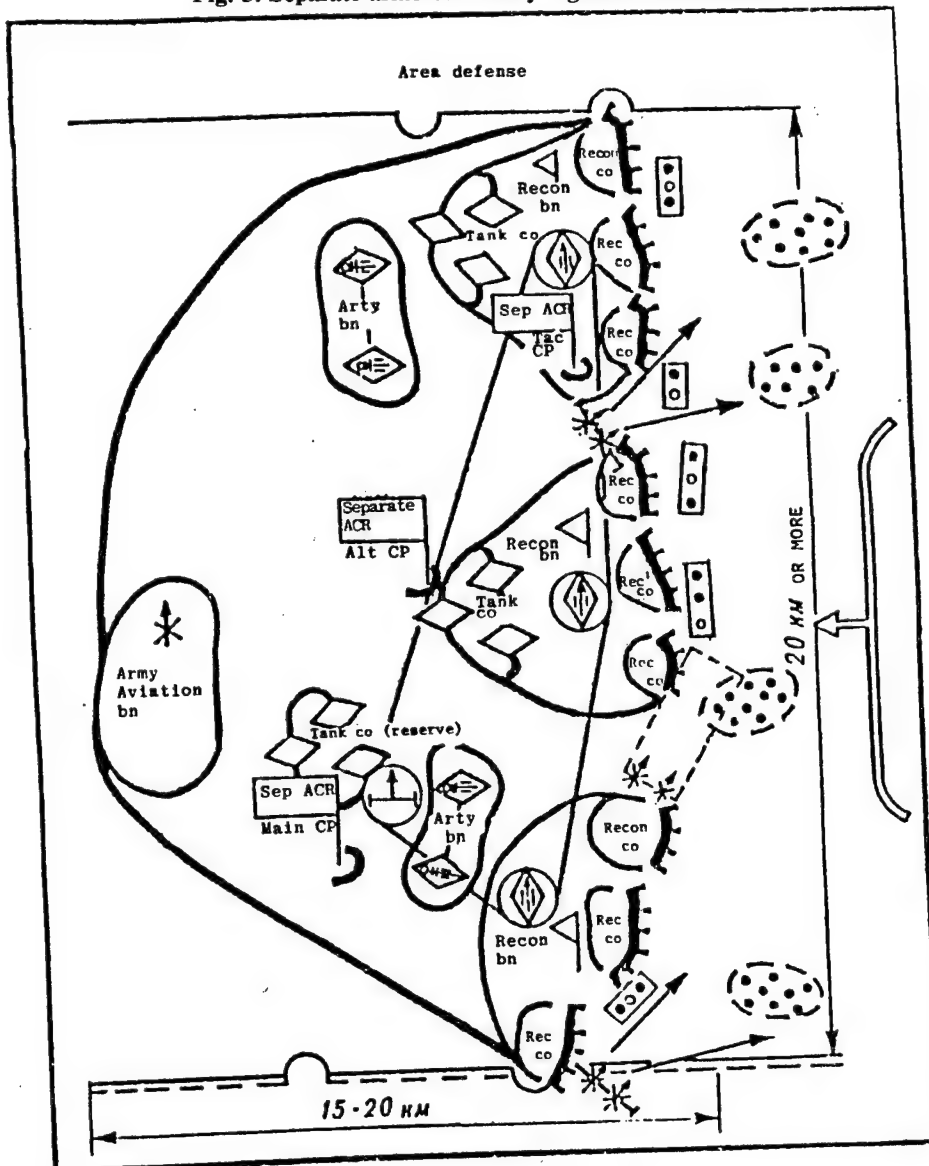 Area defense
Recon
co
Recon
bn
Tank co
Rec
co
Arty
bn
Sep ACR
Tac
CP
Rec
co
Rec
co
Separate
ACR
Alt CP
Recon
bn
Tank
co
Rec
co
20 КМ OR MORE
Rec
co
Army
Aviation
bn
Tank co (reserve)
Sep ACR
Main CP
Arty
bn
Recon
co
Recon
bn
Rec
co
Rec
co
15-20 КМ